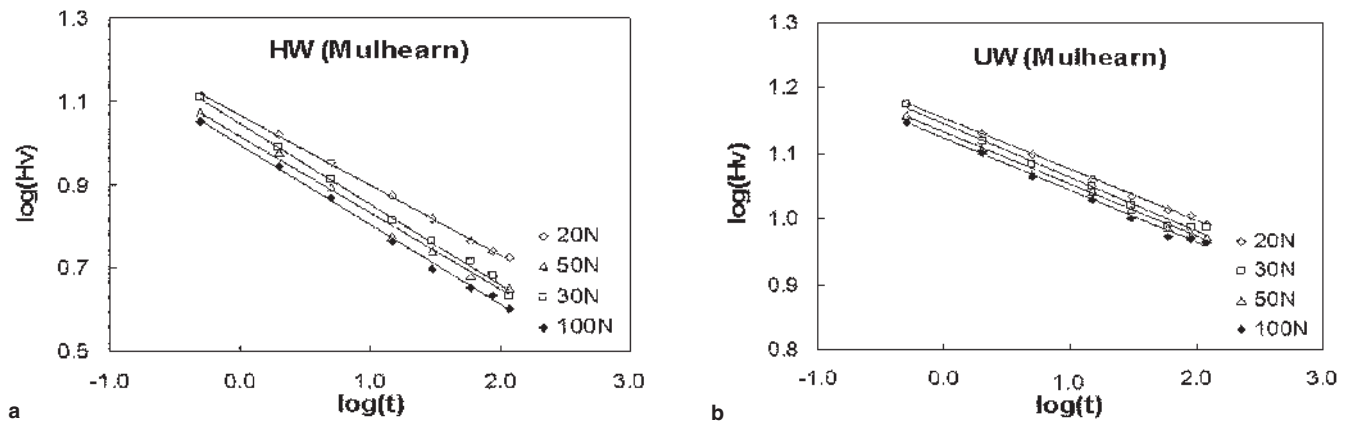 HW (Mulhearn)
log(Hv)
1.3
1.1
0.9
0.7
0.5
-1.0 0.0 1.0 2.0 3.0
log(t)
20N
50N
30N
100N
a
UW (Mulhearn)
log(Hv)
1.3
1.2
1.1
1.0
0.9
0.8
-1.0 0.0 1.0 2.0 3.0
log(t)
20N
30N
50N
100N
b